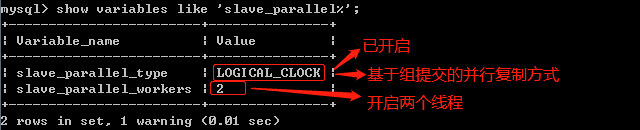 mysql> show variables like 'slave_parallel%';
+------------------------+---------------+
| Variable_name | Value |
+------------------------+---------------+
| slave_parallel_type | LOGICAL_CLOCK |
| slave_parallel_workers | 2 |
+------------------------+---------------+
2 rows in set, 1 warning (0.01 sec)
已开启
基于组提交的并行复制方式
开启两个线程